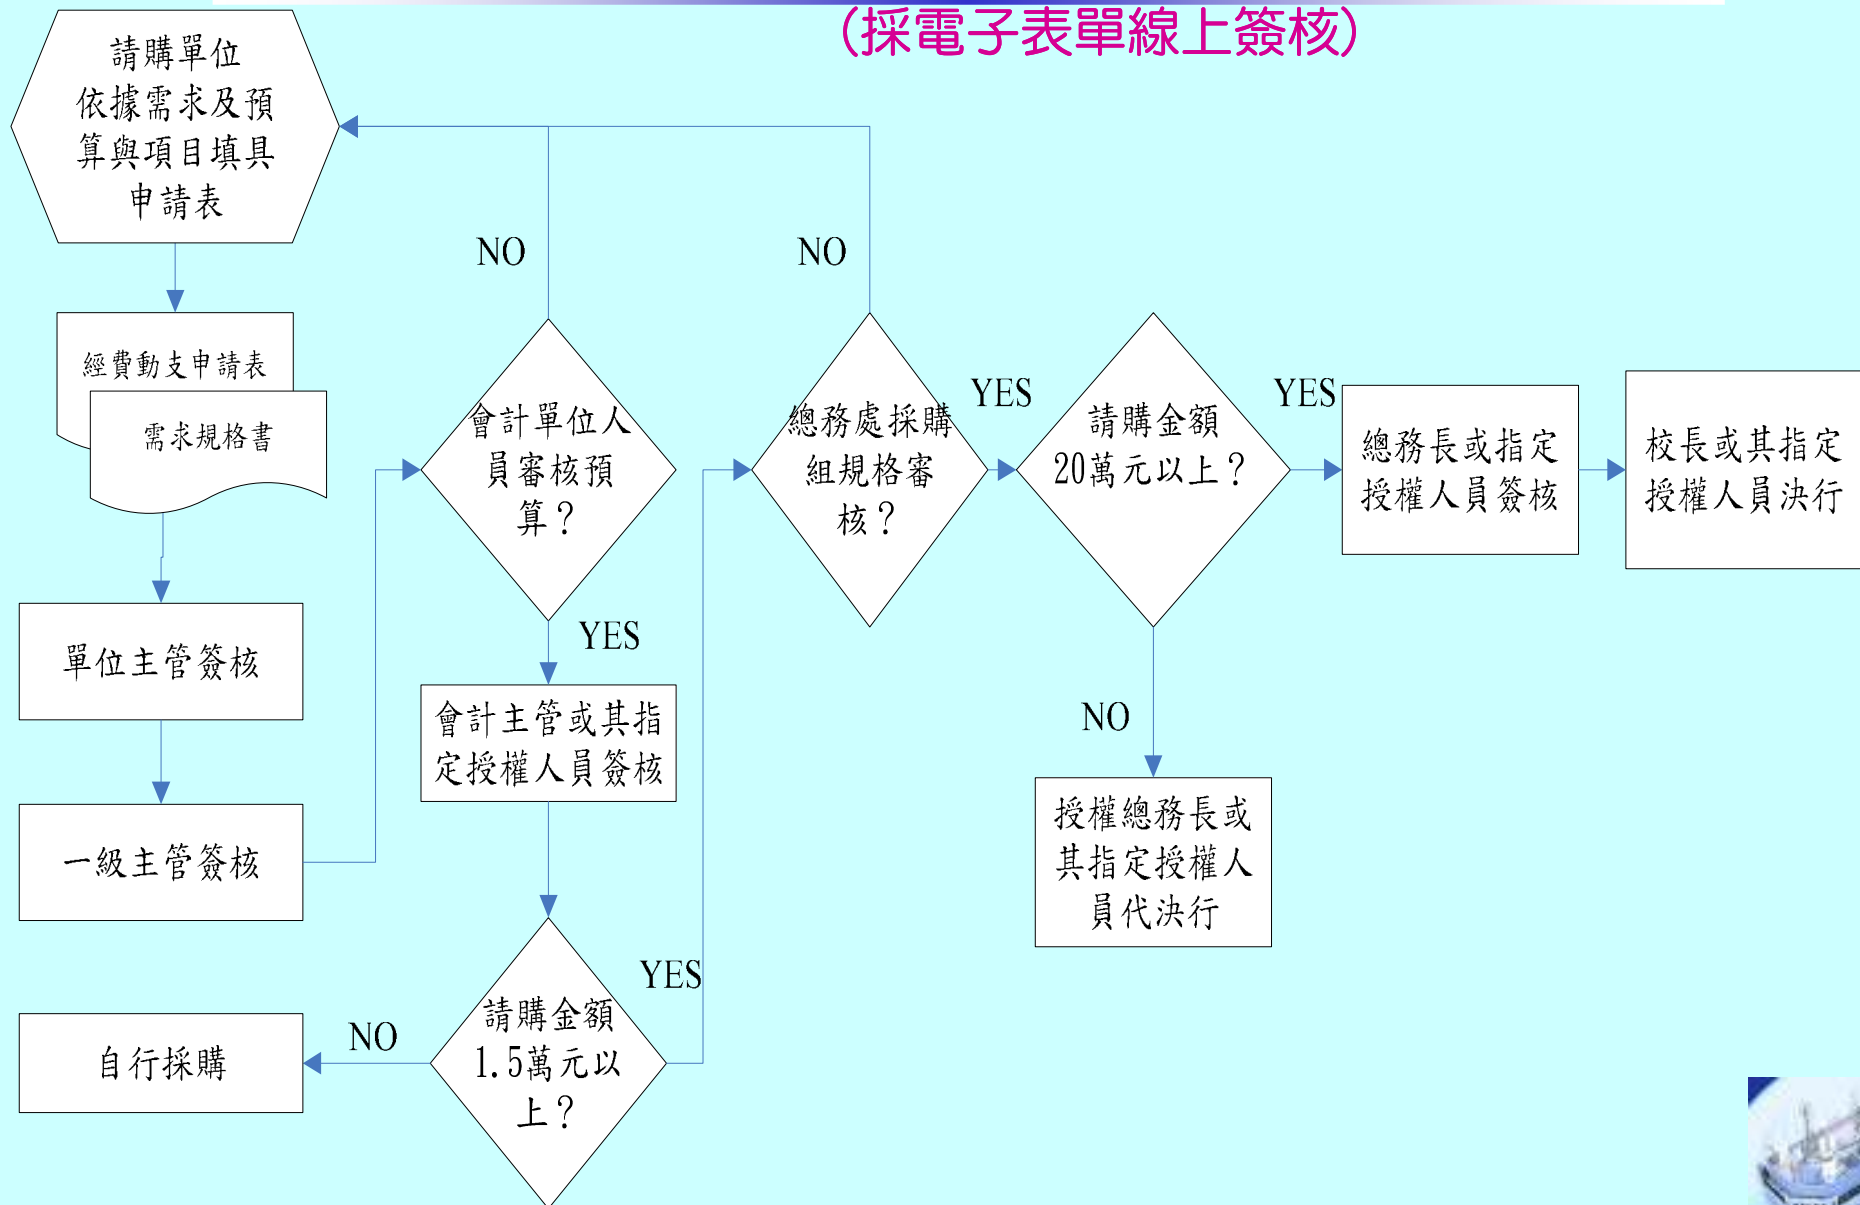 (採電子表單線上簽核)
請購單位
依據需求及預
算與項目填具
申請表
NO
NO
經費動支申請表
需求規格書
會計單位人
員審核預
算?
總務處採購
組規格審
核?
YES
請購金額
20萬元以上?
YES
總務長或指定
授權人員簽核
校長或其指定
授權人員決行
單位主管簽核
YES
會計主管或其指
定授權人員簽核
NO
授權總務長或
其指定授權人
員代決行
一級主管簽核
YES
請購金額
1.5萬元以
上?
NO
自行採購